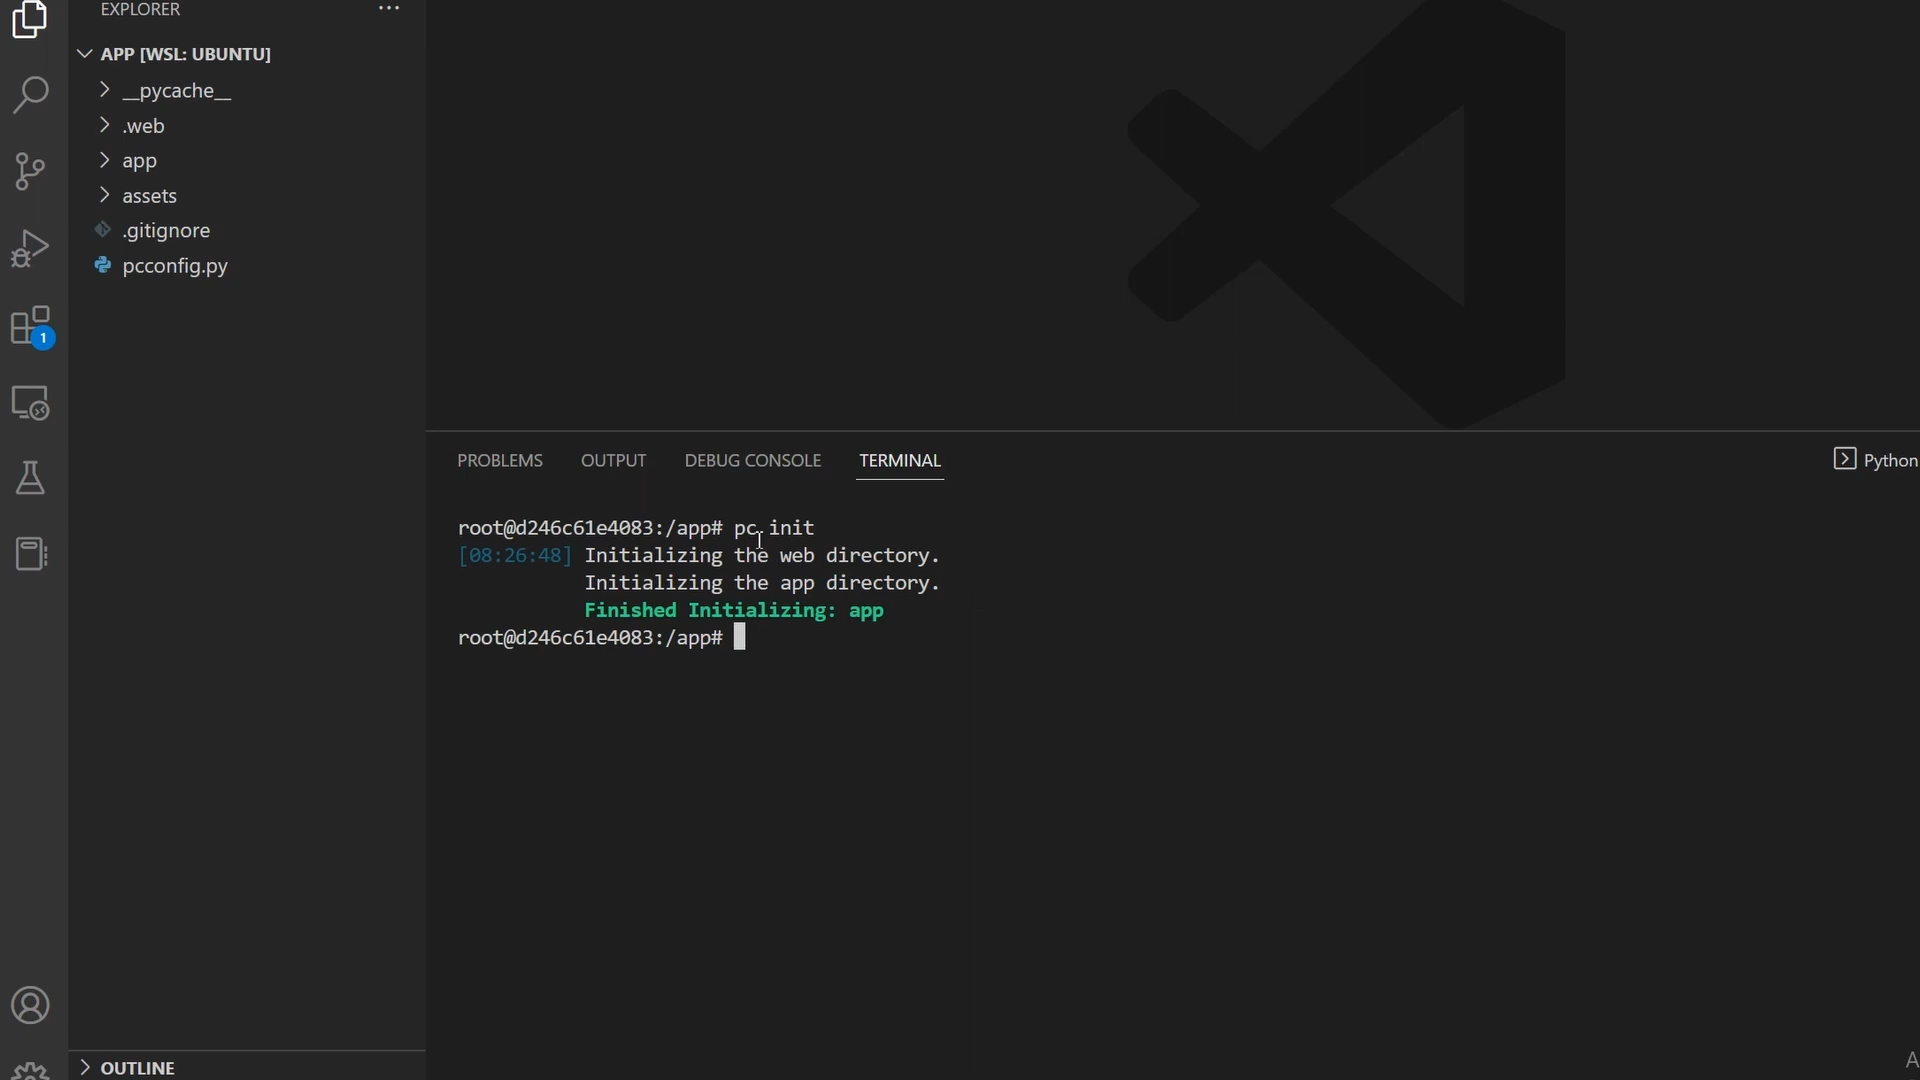 EXPLORER
APP [WSL: UBUNTU]
__pycache__
.web
app
assets
.gitignore
pcconfig.py
1
PROBLEMS OUTPUT DEBUG CONSOLE TERMINAL
Python
root@d246c61e4083:/app# pc init
[08:26:48] Initializing the web directory.
Initializing the app directory.
Finished Initializing: app
root@d246c61e4083:/app#
OUTLINE